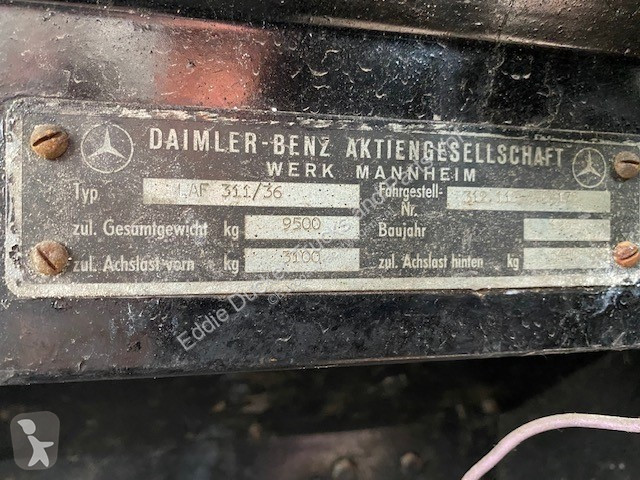 DAIMLER-BENZ AKTIENGESELLSCHAFT
WERK MANNHEIM
Typ LAF 311/36 Fahrgestell-Nr.
zul. Gesamtgewicht kg 9500 Baujahr
zul. Achslast vorn kg 3100 zul. Achslast hinten kg